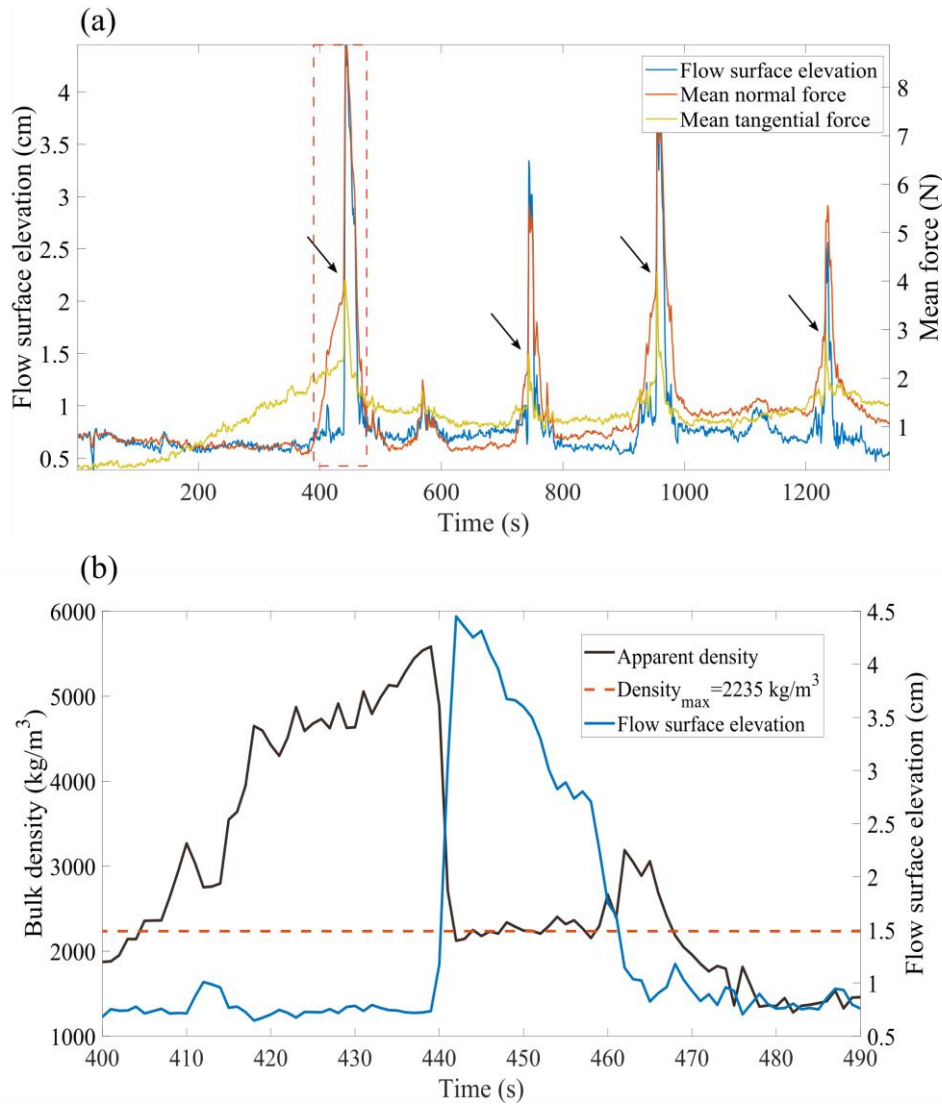 (a)
Flow surface elevation (cm)
4
3.5
3
2.5
2
1.5
1
0.5
Flow surface elevation
Mean normal force
Mean tangential force
8
7
6
5
4
3
2
1
Mean force (N)
200 400 600 800 1000 1200
Time (s)
(b)
Bulk density (kg/m³)
6000
5000
4000
3000
2000
1000
Apparent density
Density_max=2235 kg/m³
Flow surface elevation
4.5
4
3.5
3
2.5
2
1.5
1
0.5
Flow surface elevation (cm)
400 410 420 430 440 450 460 470 480 490
Time (s)